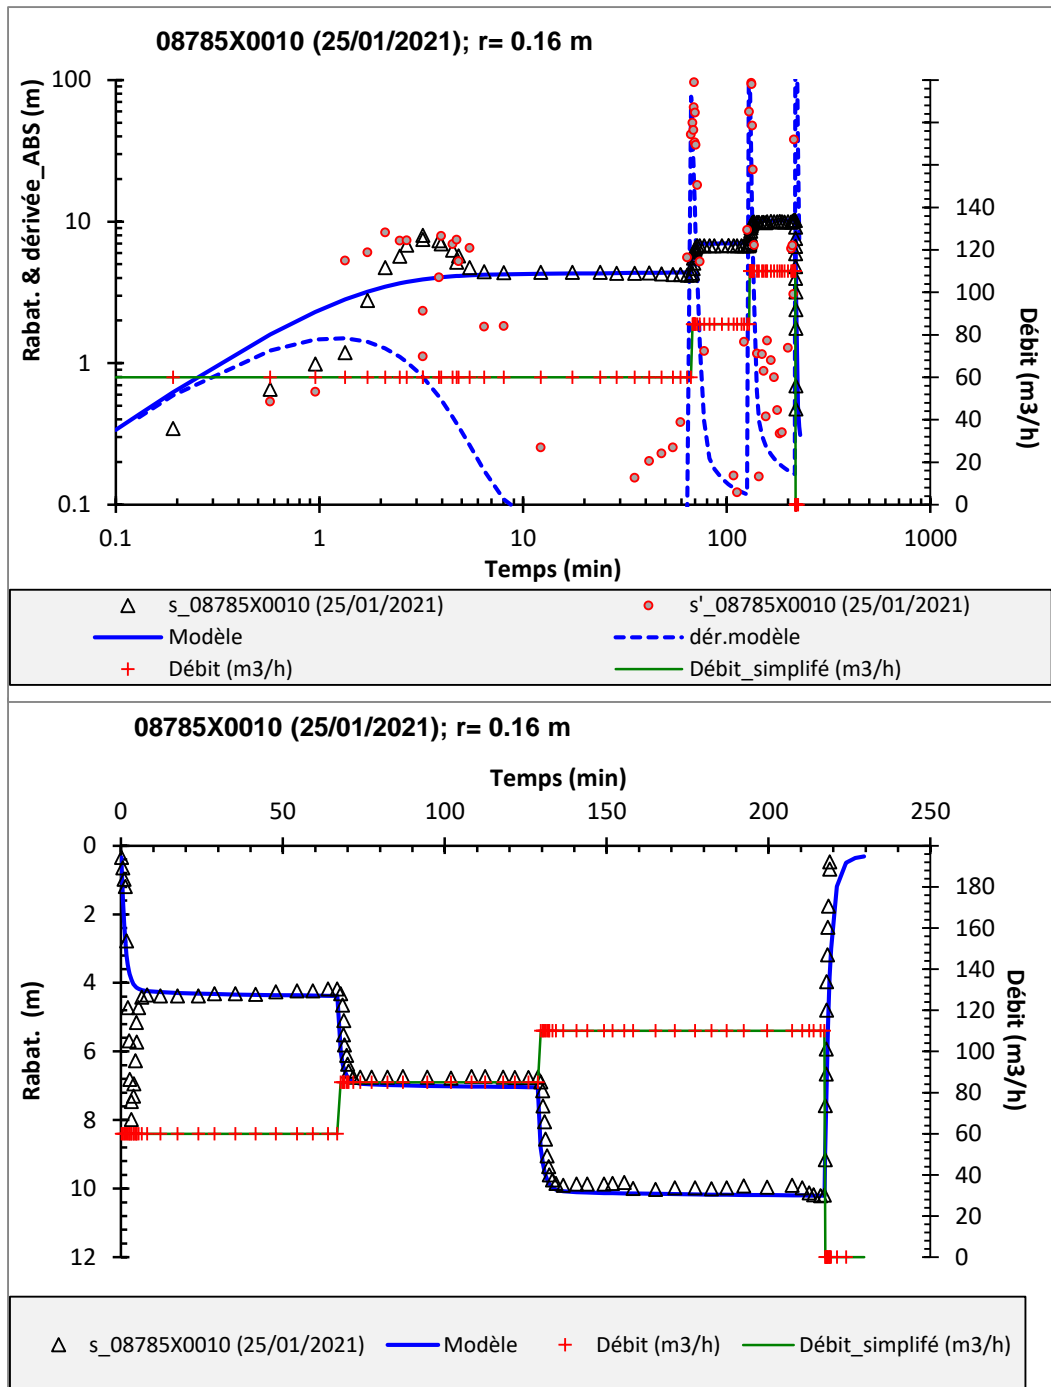 08785X0010 (25/01/2021); r= 0.16 m
Rabat. & dérivée_ABS (m)
100
10
1
0.1
0.1 1 10 100 1000
Temps (min)
140
120
100
80
60
40
20
0
Débit (m3/h)
s_08785X0010 (25/01/2021) s'_08785X0010 (25/01/2021)
Modèle dér.modèle
Débit (m3/h) Débit_simplifé (m3/h)
08785X0010 (25/01/2021); r= 0.16 m
Temps (min)
0 50 100 150 200 250
Rabat. (m)
0
2
4
6
8
10
12
180
160
140
120
100
80
60
40
20
0
Débit (m3/h)
s_08785X0010 (25/01/2021) Modèle Débit (m3/h) Débit_simplifé (m3/h)